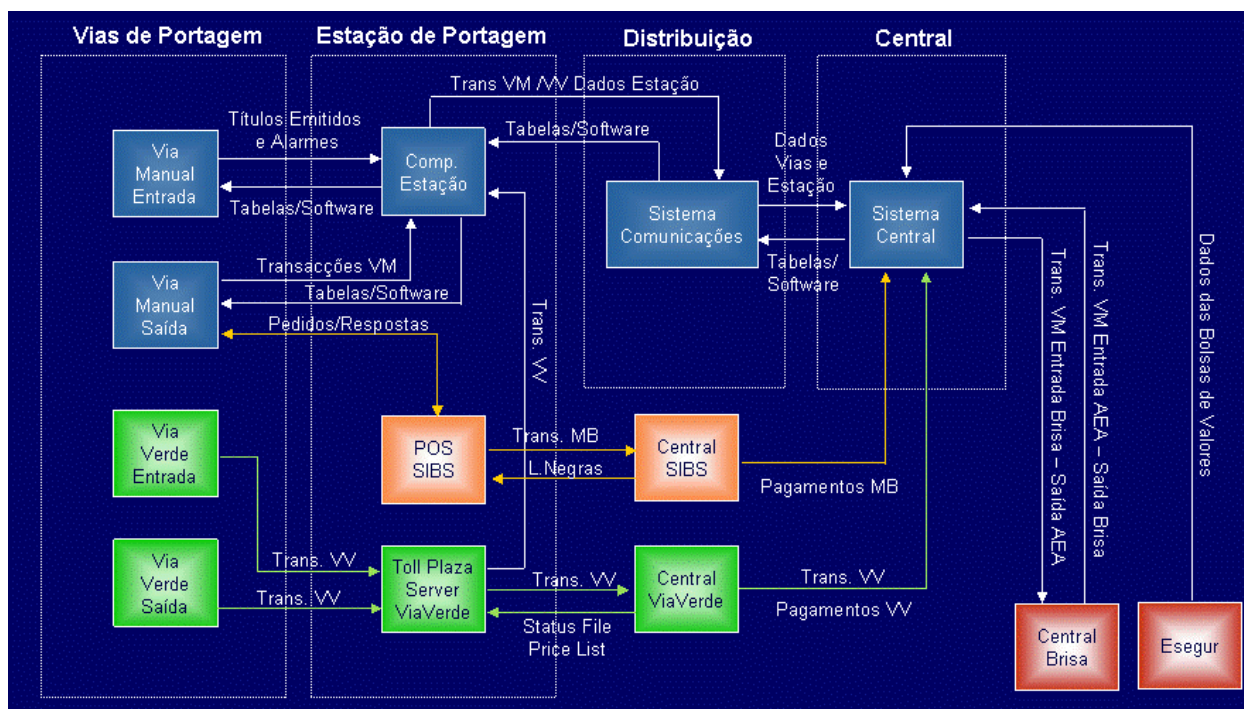 Vias de Portagem
Estação de Portagem
Distribuição
Central
Trans VM /VV Dados Estação
Títulos Emitidos
e Alarmes
Tabelas/Software
Dados
Vias e
Estação
Via
Manual
Entrada
Comp.
Estação
Tabelas/Software
Sistema
Comunicações
Sistema
Central
Tabelas/
Software
Via
Manual
Saída
Transacções VM
Tabelas/Software
Pedidos/Respostas
Trans. VV
Trans. VM Entrada Brisa – Saída AEA
Trans. VM Entrada AEA – Saída Brisa
Dados das Bolsas de Valores
Via
Verde
Entrada
POS
SIBS
Trans. MB
L.Negras
Central
SIBS
Pagamentos MB
Via
Verde
Saída
Trans. VV
Trans. VV
Toll Plaza
Server
ViaVerde
Trans. VV
Status File
Price List
Central
ViaVerde
Trans. VV
Pagamentos VV
Central
Brisa
Esegur